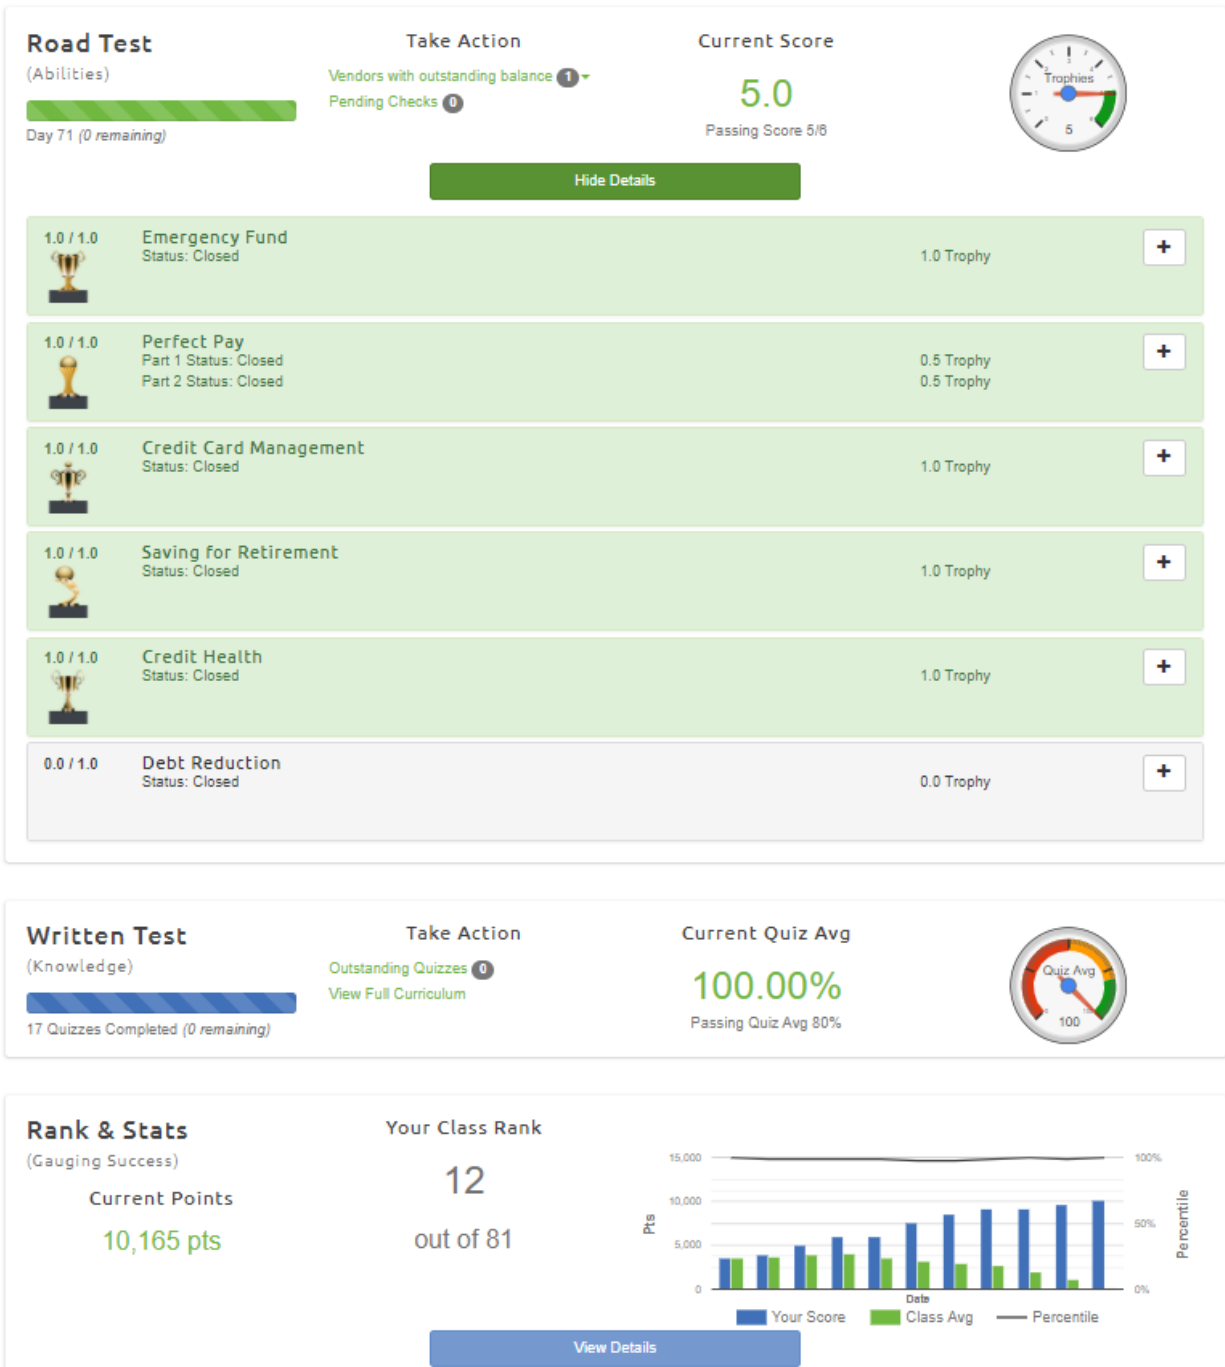 Road Test
(Abilities)
Day 71 (0 remaining)
Take Action
Vendors with outstanding balance 1
Pending Checks 0
Current Score
5.0
Passing Score 5/6
Trophies
5
Hide Details
1.0 / 1.0
Emergency Fund
Status: Closed
1.0 Trophy
+
1.0 / 1.0
Perfect Pay
Part 1 Status: Closed
0.5 Trophy
Part 2 Status: Closed
0.5 Trophy
+
1.0 / 1.0
Credit Card Management
Status: Closed
1.0 Trophy
+
1.0 / 1.0
Saving for Retirement
Status: Closed
1.0 Trophy
+
1.0 / 1.0
Credit Health
Status: Closed
1.0 Trophy
+
0.0 / 1.0
Debt Reduction
Status: Closed
0.0 Trophy
+
Written Test
(Knowledge)
17 Quizzes Completed (0 remaining)
Take Action
Outstanding Quizzes 0
View Full Curriculum
Current Quiz Avg
100.00%
Passing Quiz Avg 80%
Quiz Avg
100
Rank & Stats
(Gauging Success)
Current Points
10,165 pts
Your Class Rank
12
out of 81
15,000
10,000
5,000
0
Pts
100%
50%
0%
Percentile
Date
Your Score
Class Avg
Percentile
View Details